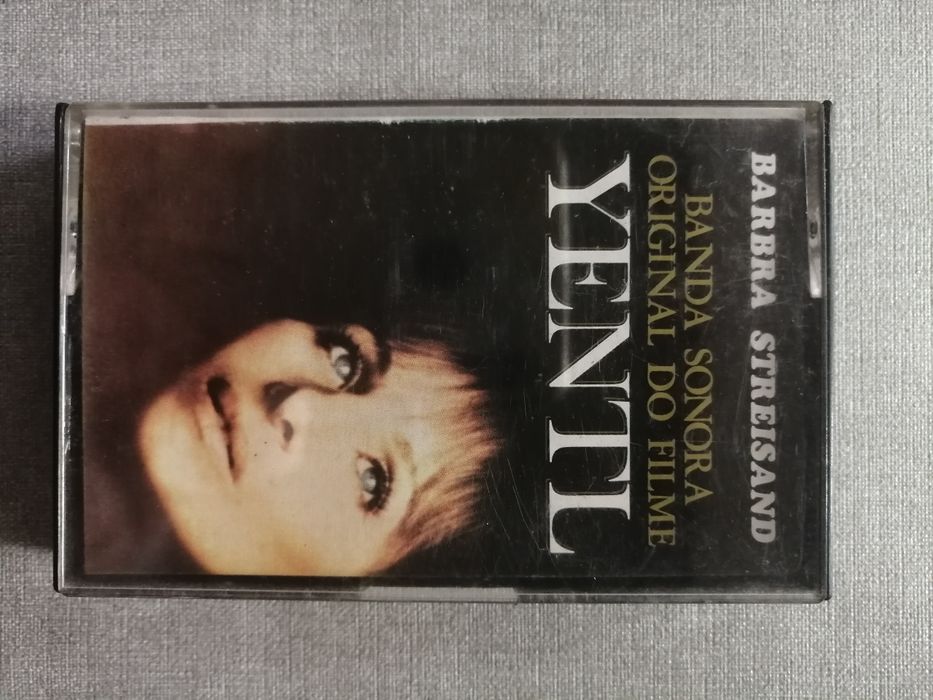 BARBRA STREISAND
BANDA SONORA
ORIGINAL DO FILME
YENTL